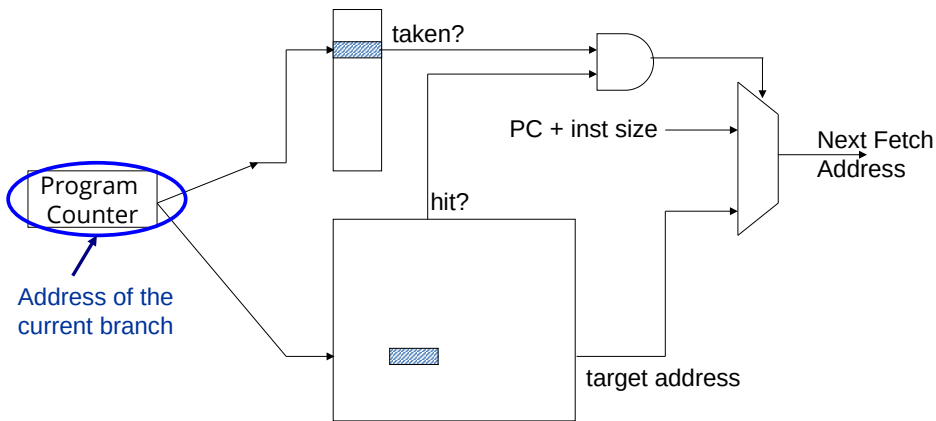 taken?
PC + inst size
Next Fetch
Address
Program
Counter
hit?
Address of the
current branch
target address